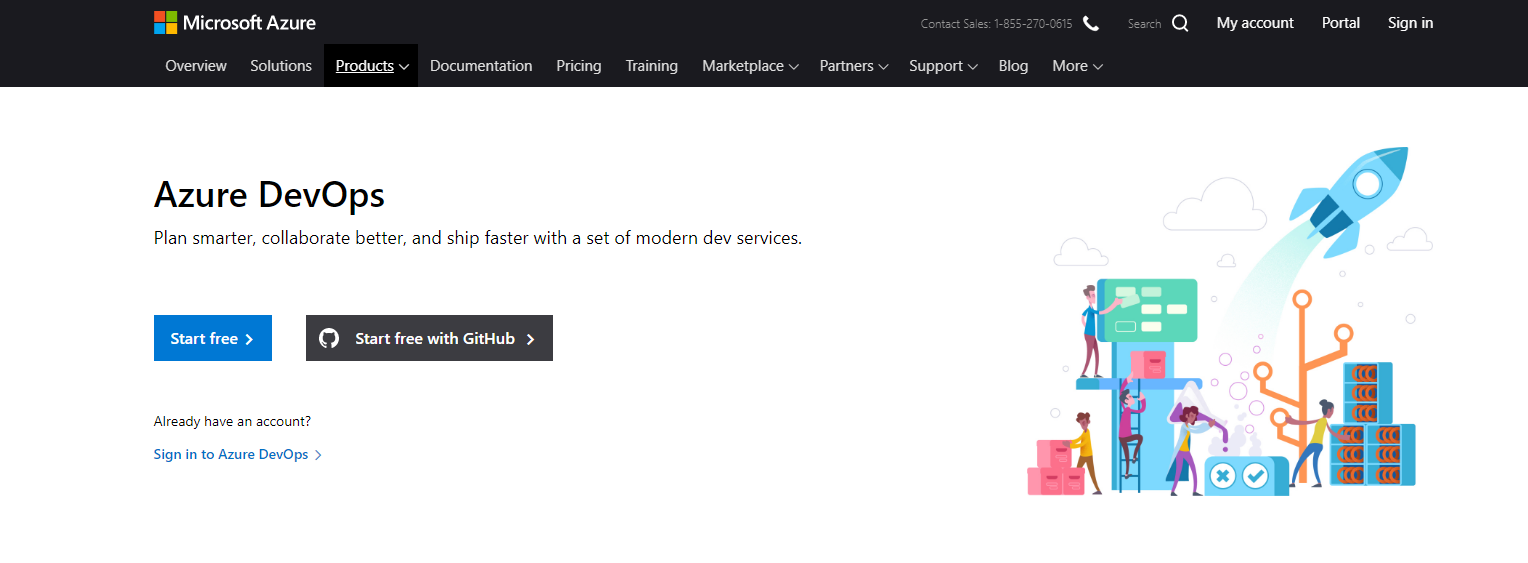 Microsoft Azure
Contact Sales: 1-855-270-0615 Search My account Portal Sign in
Overview Solutions Products Documentation Pricing Training Marketplace Partners Support Blog More
Azure DevOps
Plan smarter, collaborate better, and ship faster with a set of modern dev services.
Start free Start free with GitHub
Already have an account?
Sign in to Azure DevOps